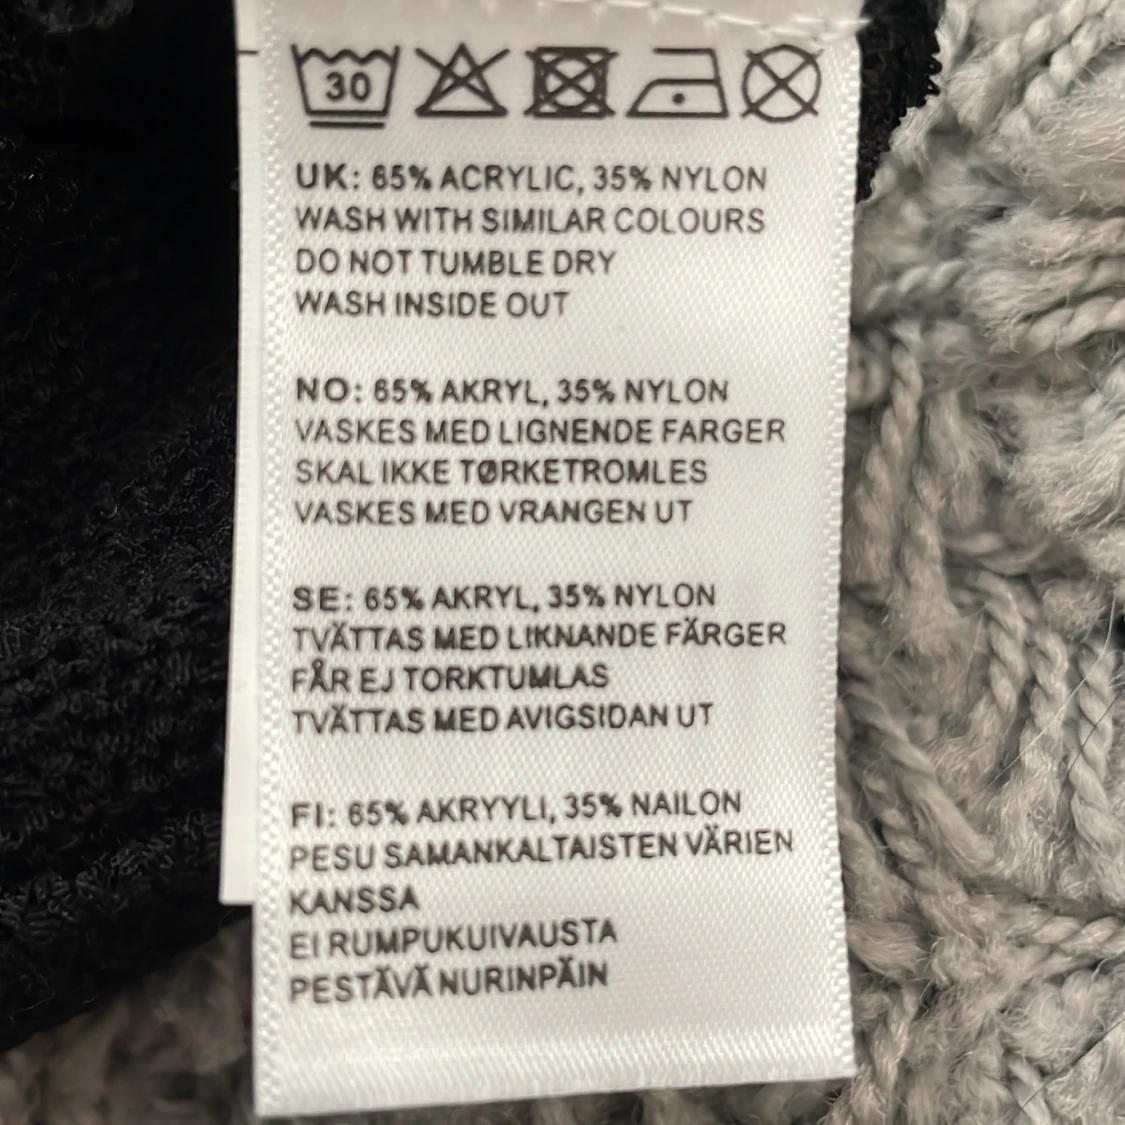 30
UK: 65% ACRYLIC, 35% NYLON
WASH WITH SIMILAR COLOURS
DO NOT TUMBLE DRY
WASH INSIDE OUT
NO: 65% AKRYL, 35% NYLON
VASKES MED LIGNENDE FARGER
SKAL IKKE TØRKETROMLES
VASKES MED VRANGEN UT
SE: 65% AKRYL, 35% NYLON
TVÄTTAS MED LIKNANDE FÄRGER
FÅR EJ TORKTUMLAS
TVÄTTAS MED AVIGSIDAN UT
FI: 65% AKRYYLI, 35% NAILON
PESU SAMANKALTAISTEN VÄRIEN
KANSSA
EI RUMPUKUIVAUSTA
PESTÄVÄ NURINPÄIN